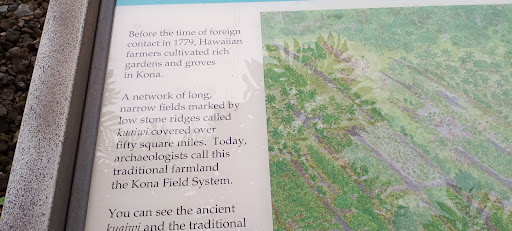 Before the time of foreign
contact in 1779, Hawaiian
farmers cultivated rich
gardens and groves
in Kona.
A network of long,
narrow fields marked by
low stone ridges called
kuaiwi covered over
fifty square miles. Today,
archaeologists call this
traditional farmland
the Kona Field System.
You can see the ancient
kuaiwi and the traditional